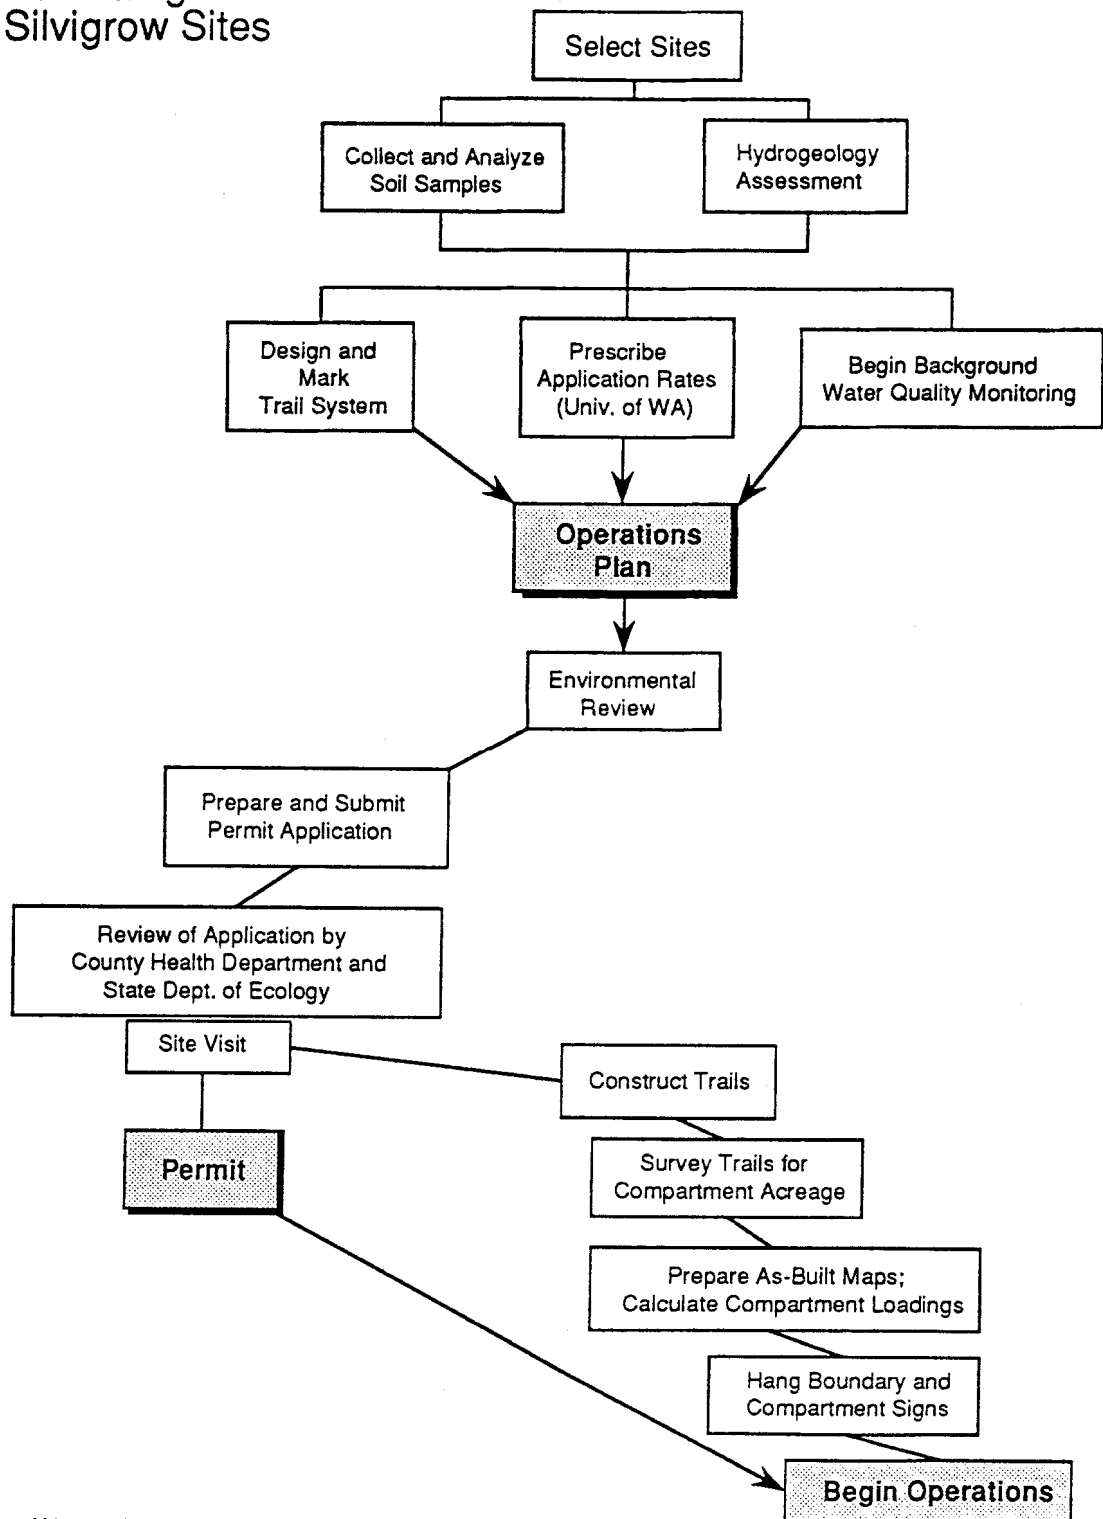 Silvigrow Sites
Select Sites
Collect and Analyze
Soil Samples
Hydrogeology
Assessment
Design and
Mark
Trail System
Prescribe
Application Rates
(Univ. of WA)
Begin Background
Water Quality Monitoring
Operations
Plan
Environmental
Review
Prepare and Submit
Permit Application
Review of Application by
County Health Department and
State Dept. of Ecology
Site Visit
Construct Trails
Permit
Survey Trails for
Compartment Acreage
Prepare As-Built Maps;
Calculate Compartment Loadings
Hang Boundary and
Compartment Signs
Begin Operations